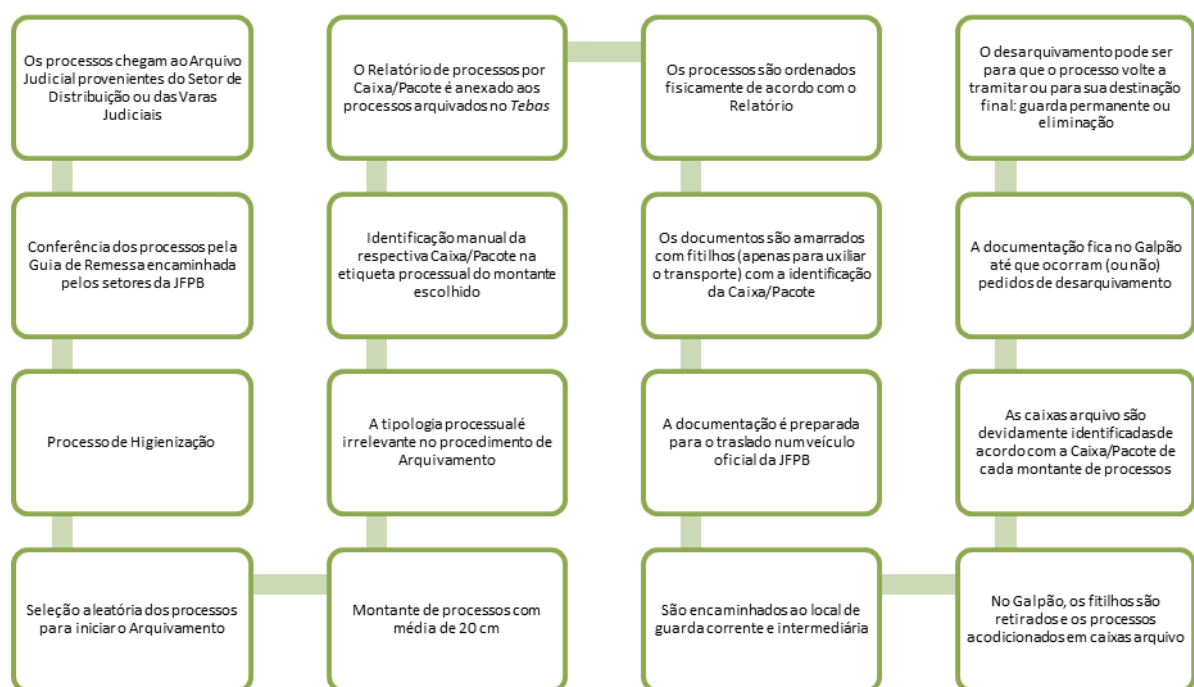 Os processos chegam ao Arquivo
Judicial provenientes do Setor de
Distribuição ou das Varas
Judiciais
Conferência dos processos pela
Guia de Remessa encaminhada
pelos setores da JFPB
Processo de Higienização
Seleção aleatória dos processos
para iniciar o Arquivamento
Montante de processos com
média de 20 cm
A tipologia processual é
irrelevante no procedimento de
Arquivamento
Identificação manual da
respectiva Caixa/Pacote na
etiqueta processual do montante
escolhido
O Relatório de processos por
Caixa/Pacote é anexado aos
processos arquivados no Tebas
Os processos são ordenados
fisicamente de acordo com o
Relatório
Os documentos são amarrados
com fitilhos (apenas para uxiliar
o transporte) com a identificação
da Caixa/Pacote
A documentação é preparada
para o traslado num veículo
oficial da JFPB
São encaminhados ao local de
guarda corrente e intermediária
No Galpão, os fitilhos são
retirados e os processos
acodicionados em caixas arquivo
As caixas arquivo são
devidamente identificadas de
acordo com a Caixa/Pacote de
cada montante de processos
A documentação fica no Galpão
até que ocorram (ou não)
pedidos de desarquivamento
O desarquivamento pode ser
para que o processo volte a
tramitar ou para sua destinação
final: guarda permanente ou
eliminação